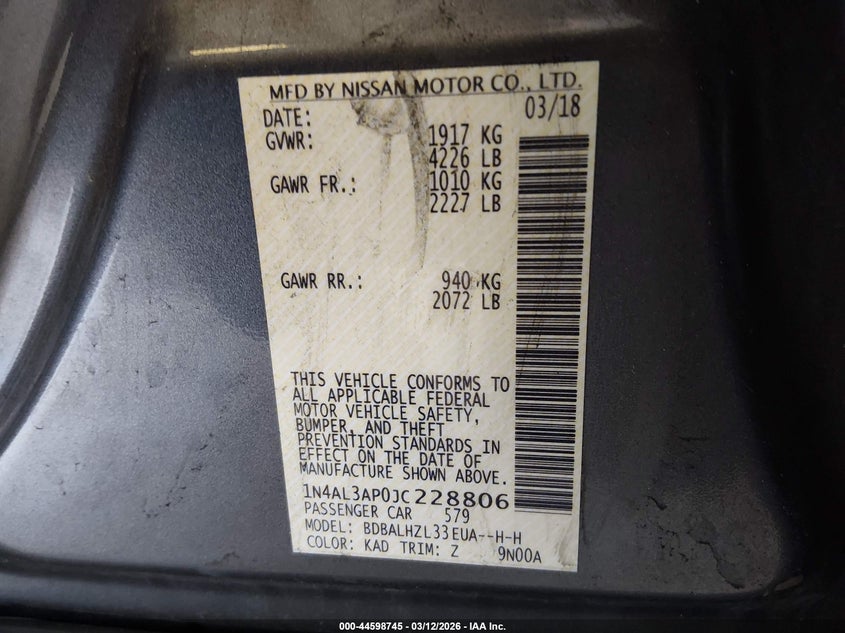 MFD BY NISSAN MOTOR CO., LTD.
DATE: 03/18
GVWR: 1917 KG
4226 LB
GAWR FR.: 1010 KG
2227 LB
GAWR RR.: 940 KG
2072 LB
THIS VEHICLE CONFORMS TO
ALL APPLICABLE FEDERAL
MOTOR VEHICLE SAFETY,
BUMPER, AND THEFT
PREVENTION STANDARDS IN
EFFECT ON THE DATE OF
MANUFACTURE SHOWN ABOVE.
1N4AL3AP0JC228806
PASSENGER CAR 579
MODEL: BDBALHZL33EUA--H-H
COLOR: KAD TRIM: Z 9N00A
000-44598745 - 03/12/2026 - IAA Inc.